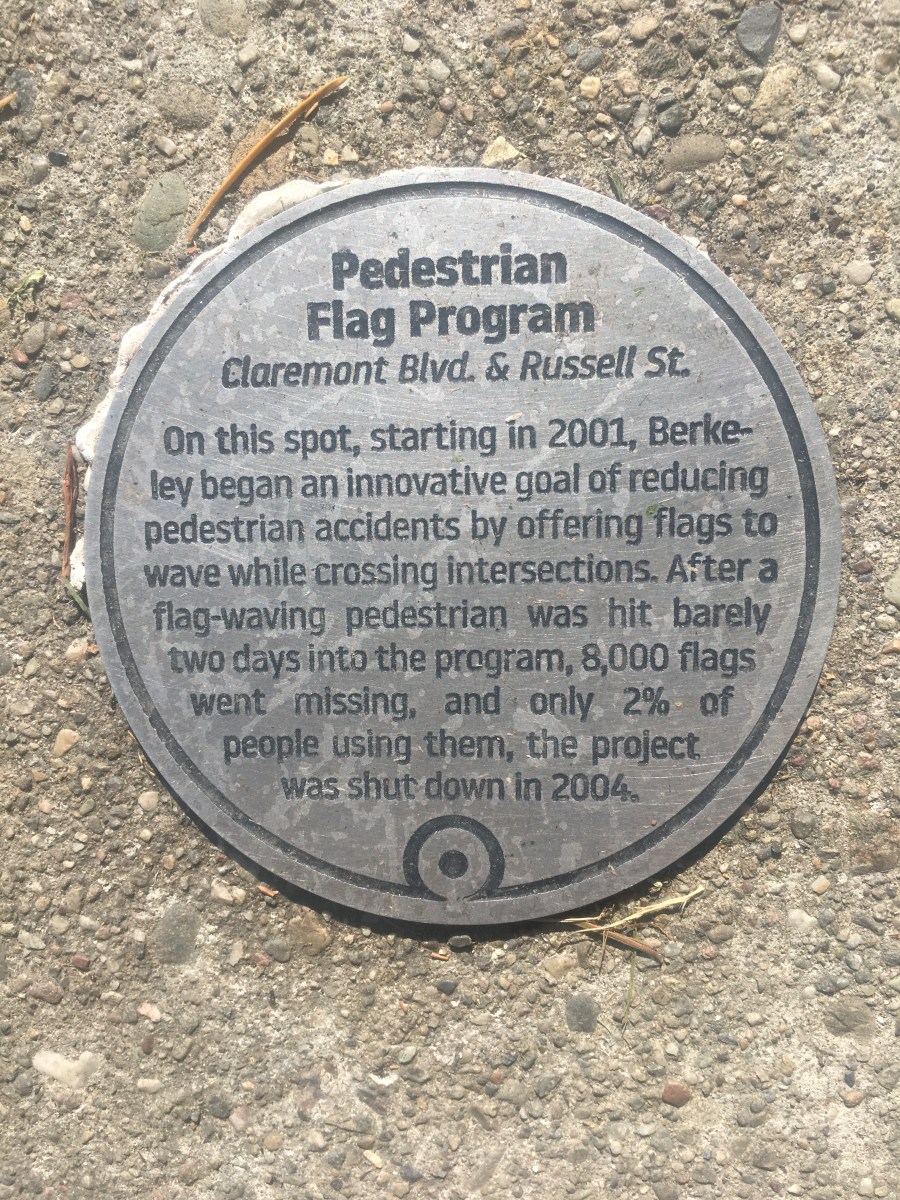 Pedestrian
Flag Program
Claremont Blvd. & Russell St.
On this spot, starting in 2001, Berke-
ley began an innovative goal of reducing
pedestrian accidents by offering flags to
wave while crossing intersections. After a
flag-waving pedestrian was hit barely
two days into the program, 8,000 flags
went missing, and only 2% of
people using them, the project
was shut down in 2004.